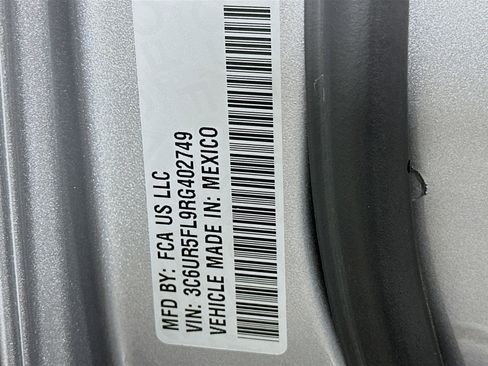 MFD BY: FCA US LLC
VIN: 3C6UR5FL9RG402749
VEHICLE MADE IN: MEXICO